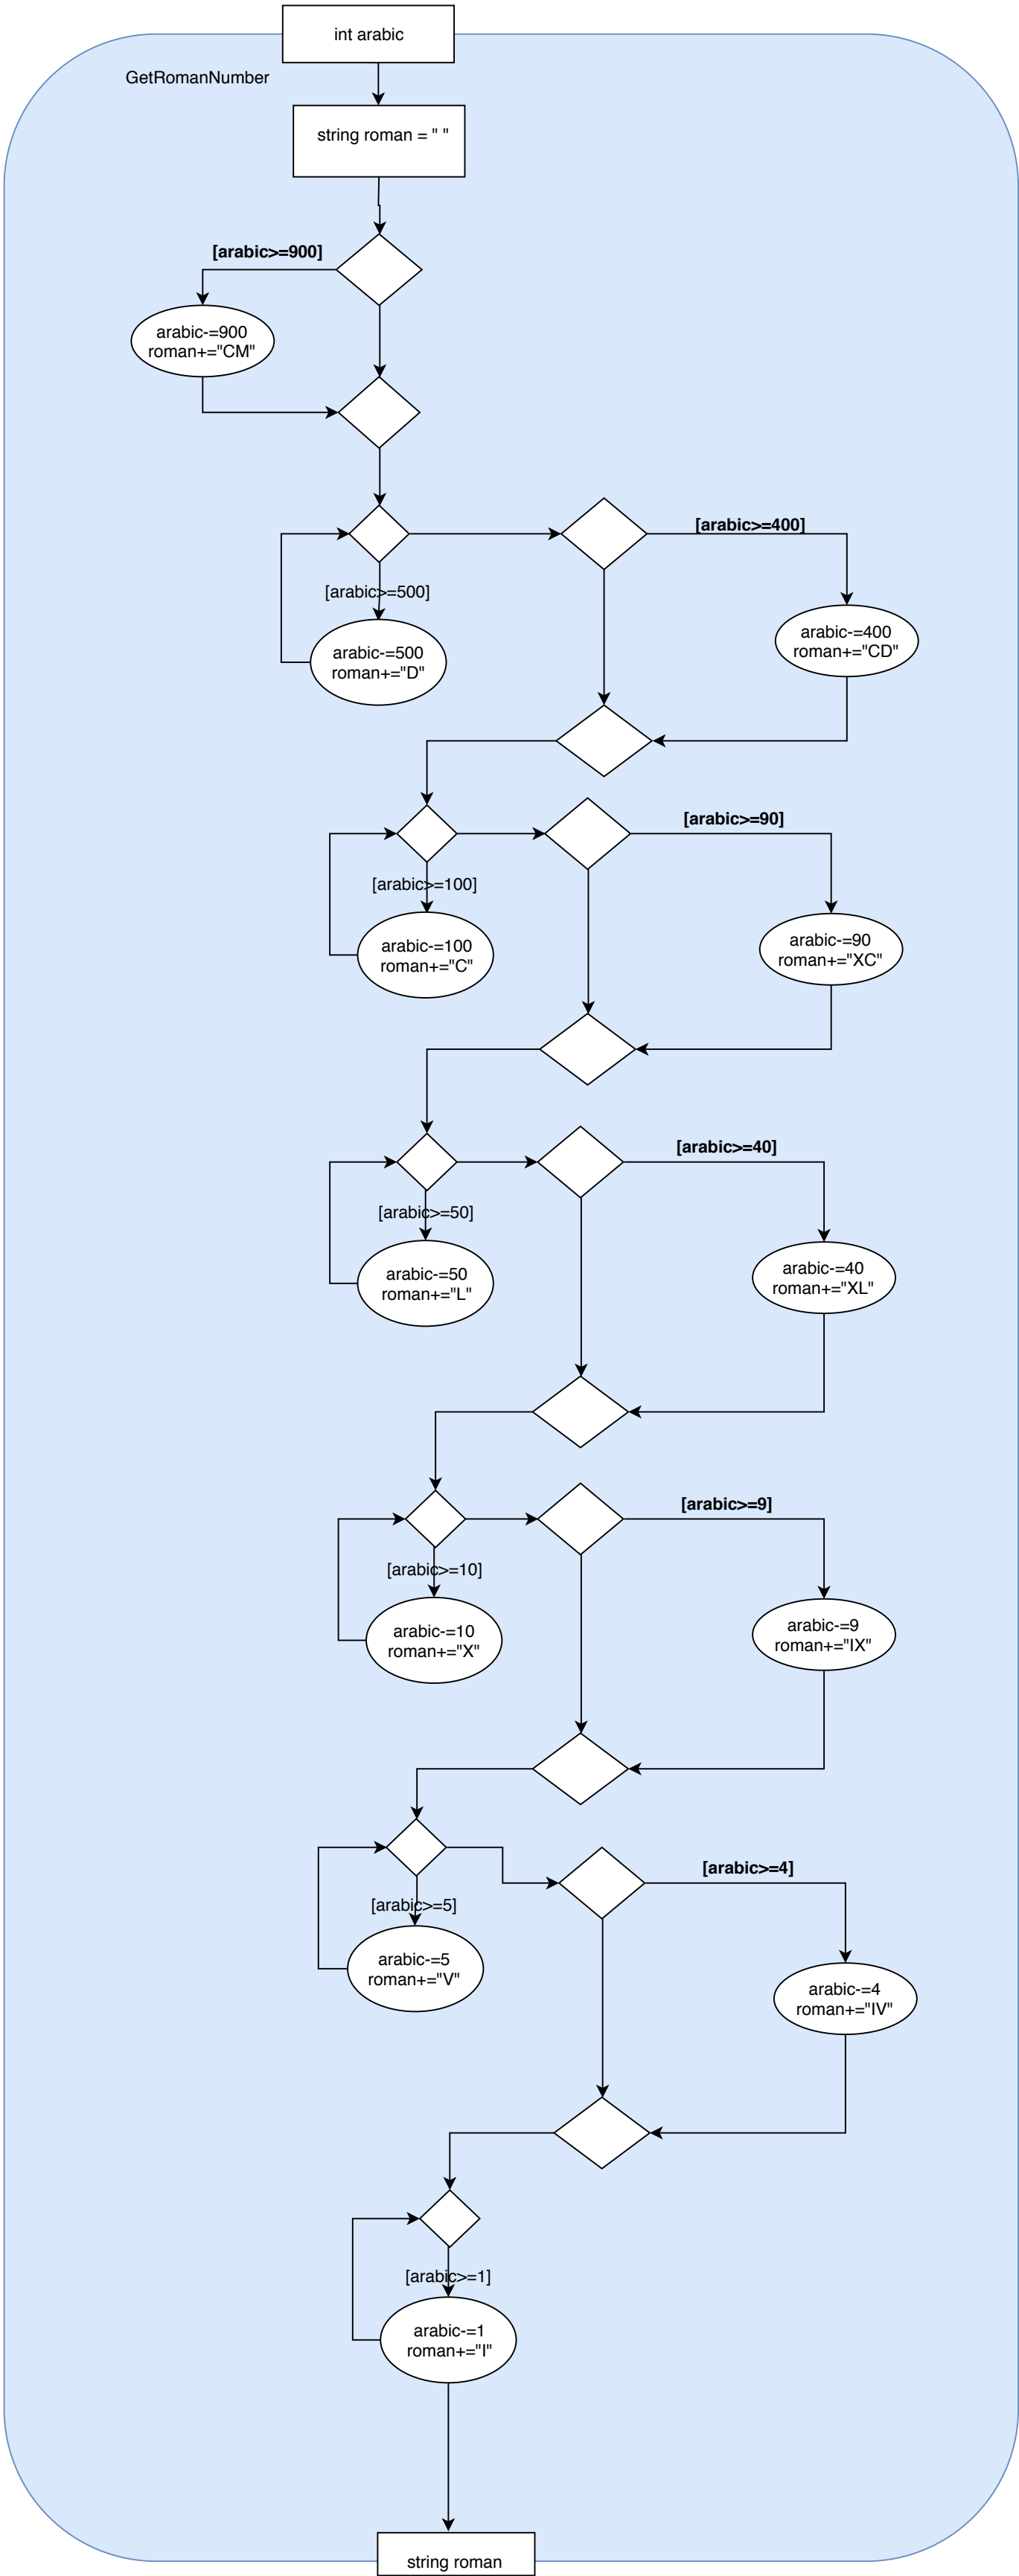 int arabic
GetRomanNumber
string roman = " "
[arabic>=900]
arabic-=900
roman+="CM"
[arabic>=400]
[arabic>=500]
arabic-=400
roman+="CD"
arabic-=500
roman+="D"
[arabic>=90]
[arabic>=100]
arabic-=100
roman+="C"
arabic-=90
roman+="XC"
[arabic>=40]
[arabic>=50]
arabic-=50
roman+="L"
arabic-=40
roman+="XL"
[arabic>=9]
[arabic>=10]
arabic-=10
roman+="X"
arabic-=9
roman+="IX"
[arabic>=4]
[arabic>=5]
arabic-=5
roman+="V"
arabic-=4
roman+="IV"
[arabic>=1]
arabic-=1
roman+="I"
string roman